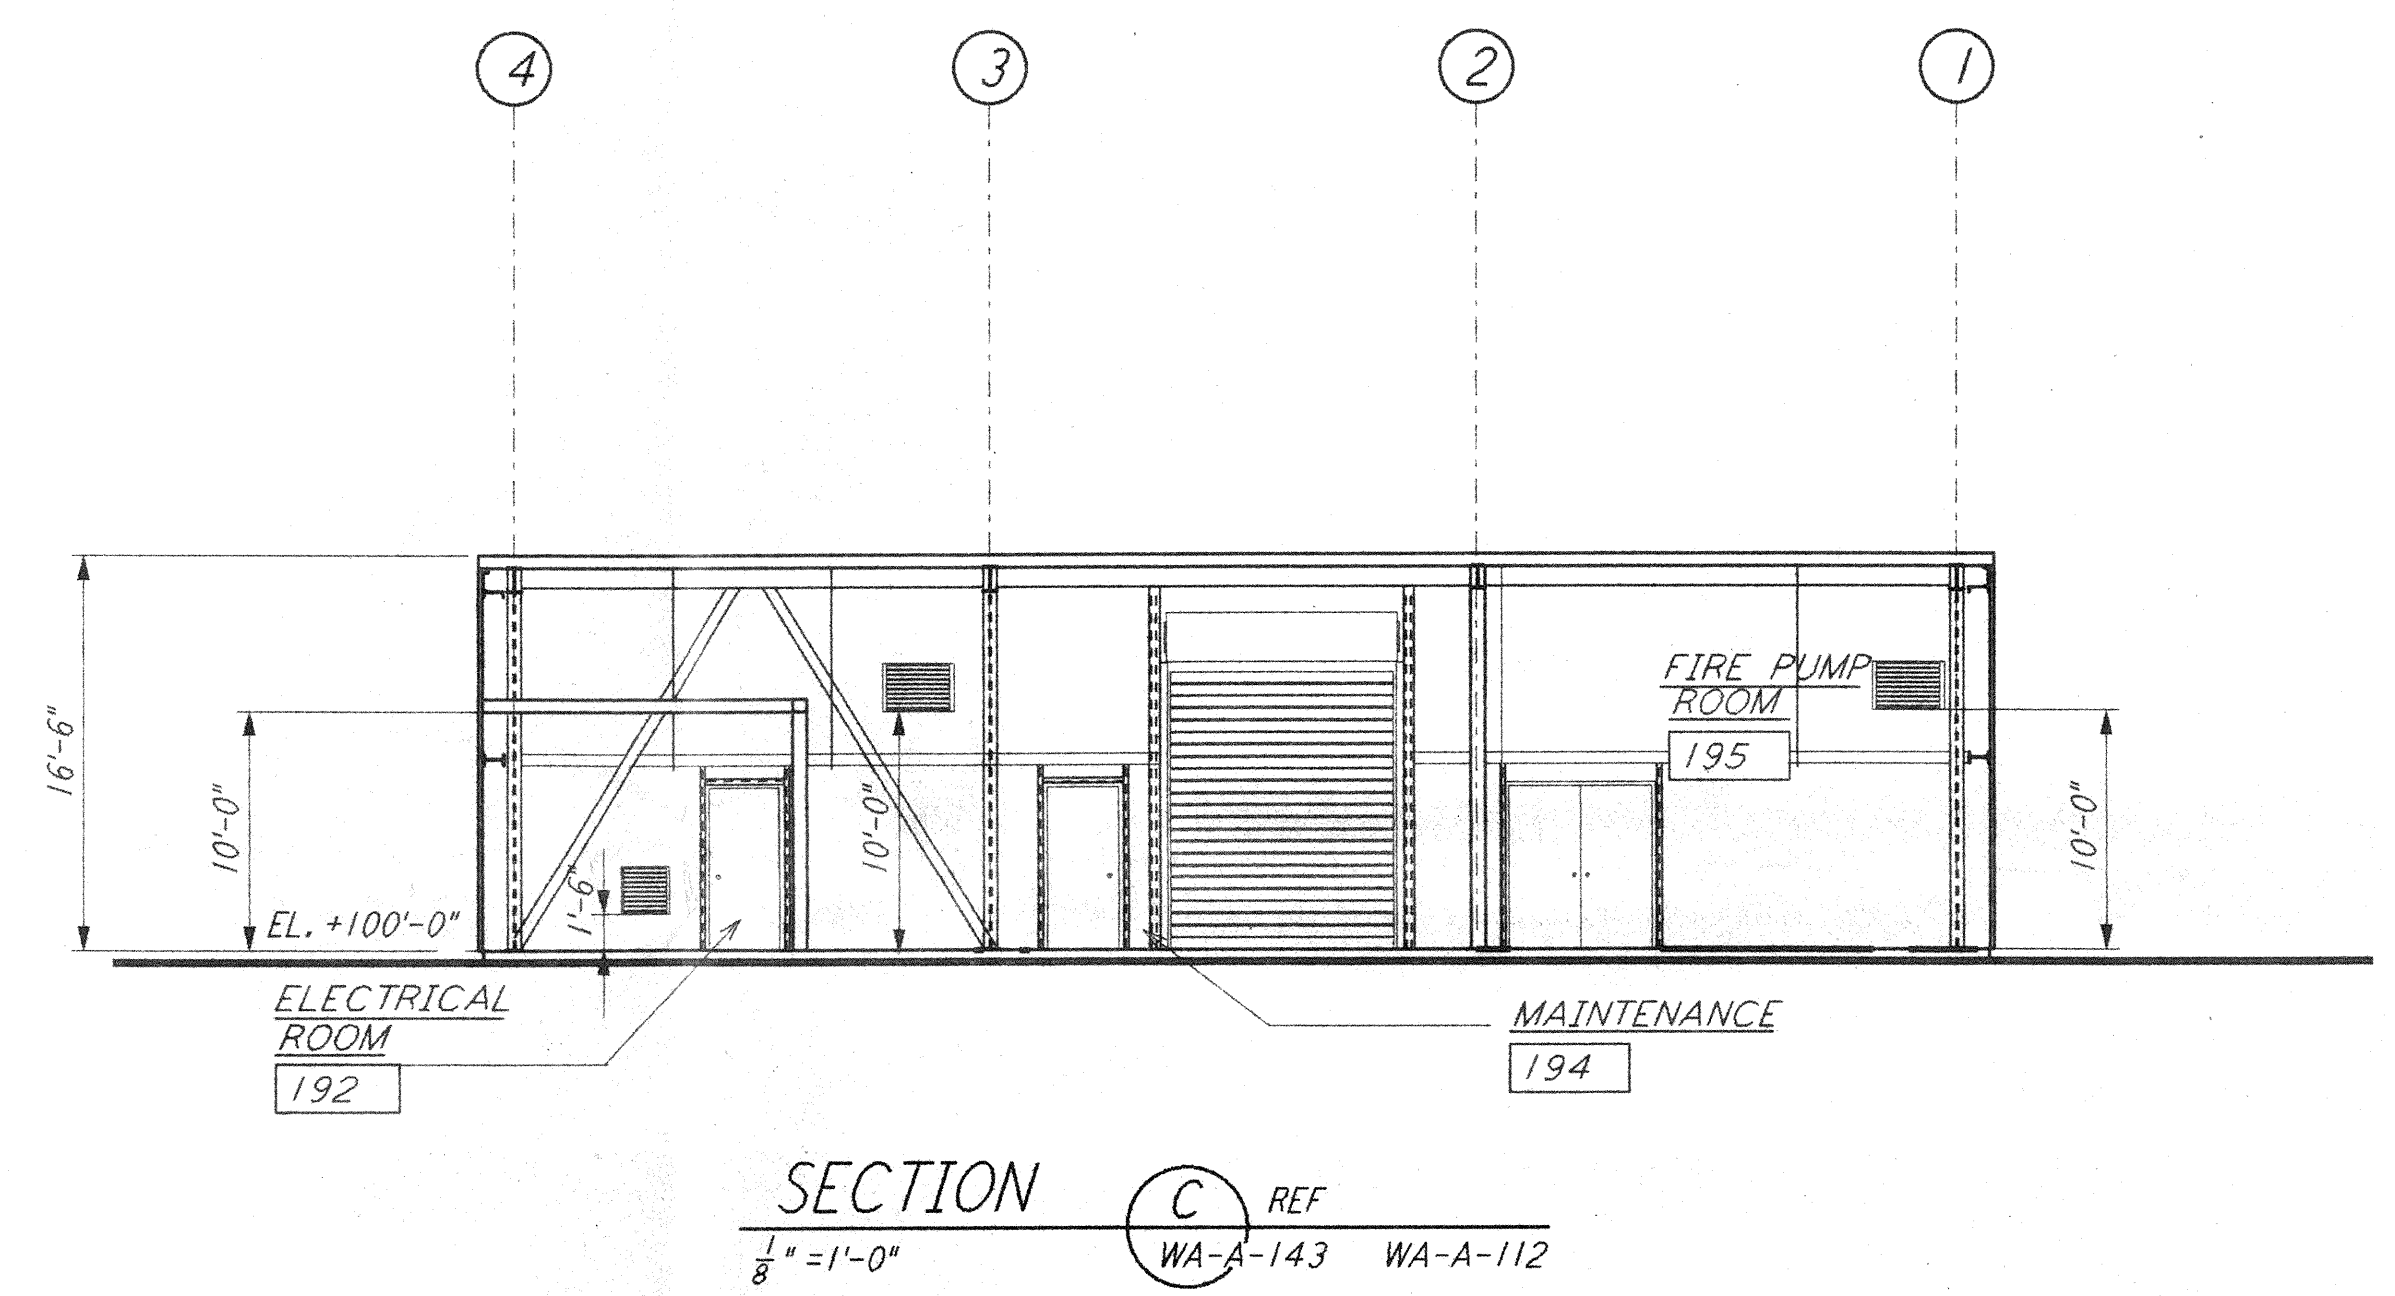 4
3
2
1
16'-6"
10'-0"
EL. +100'-0"
1'-6"
10'-0"
FIRE PUMP
ROOM
195
10'-0"
ELECTRICAL
ROOM
192
MAINTENANCE
194
SECTION
C
REF
1/8" =1'-0"
WA-A-143
WA-A-112